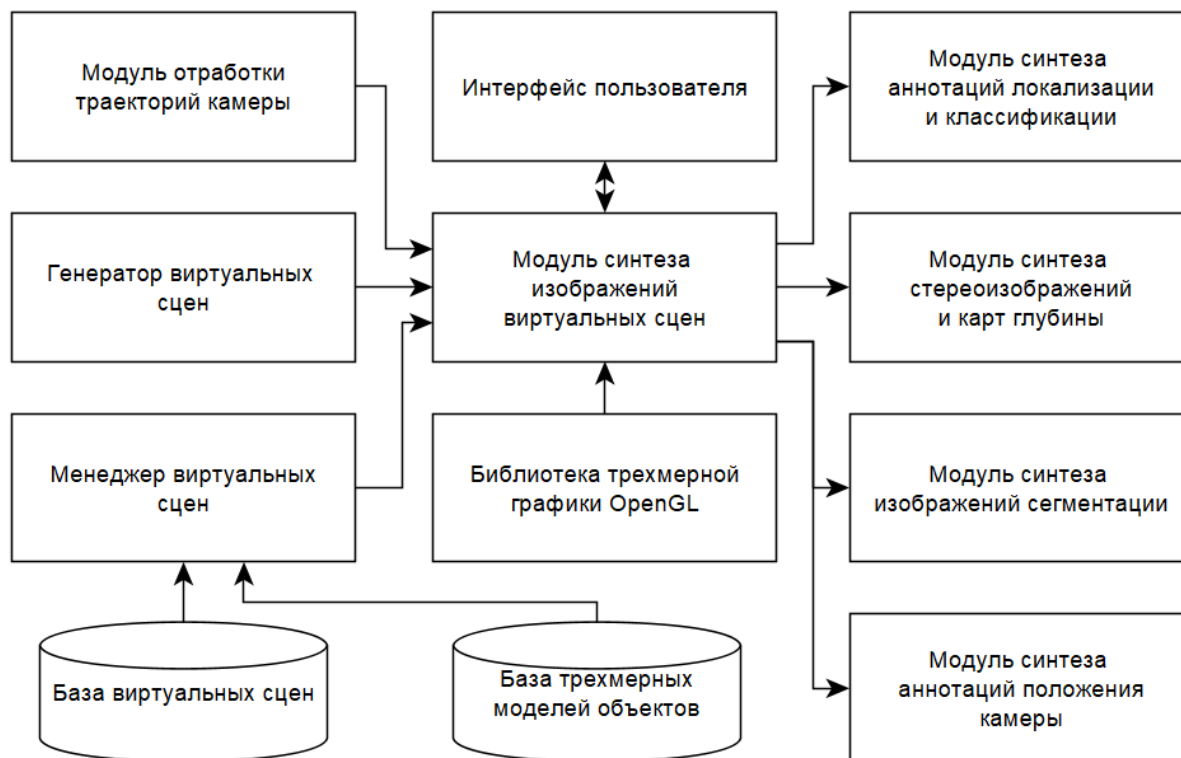 Модуль отработки
траекторий камеры
Интерфейс пользователя
Модуль синтеза
аннотаций локализации
и классификации
Генератор виртуальных
сцен
Модуль синтеза
изображений
виртуальных сцен
Модуль синтеза
стереоизображений
и карт глубины
Менеджер виртуальных
сцен
Библиотека трехмерной
графики OpenGL
Модуль синтеза
изображений сегментации
База виртуальных сцен
База трехмерных
моделей объектов
Модуль синтеза
аннотаций положения
камеры